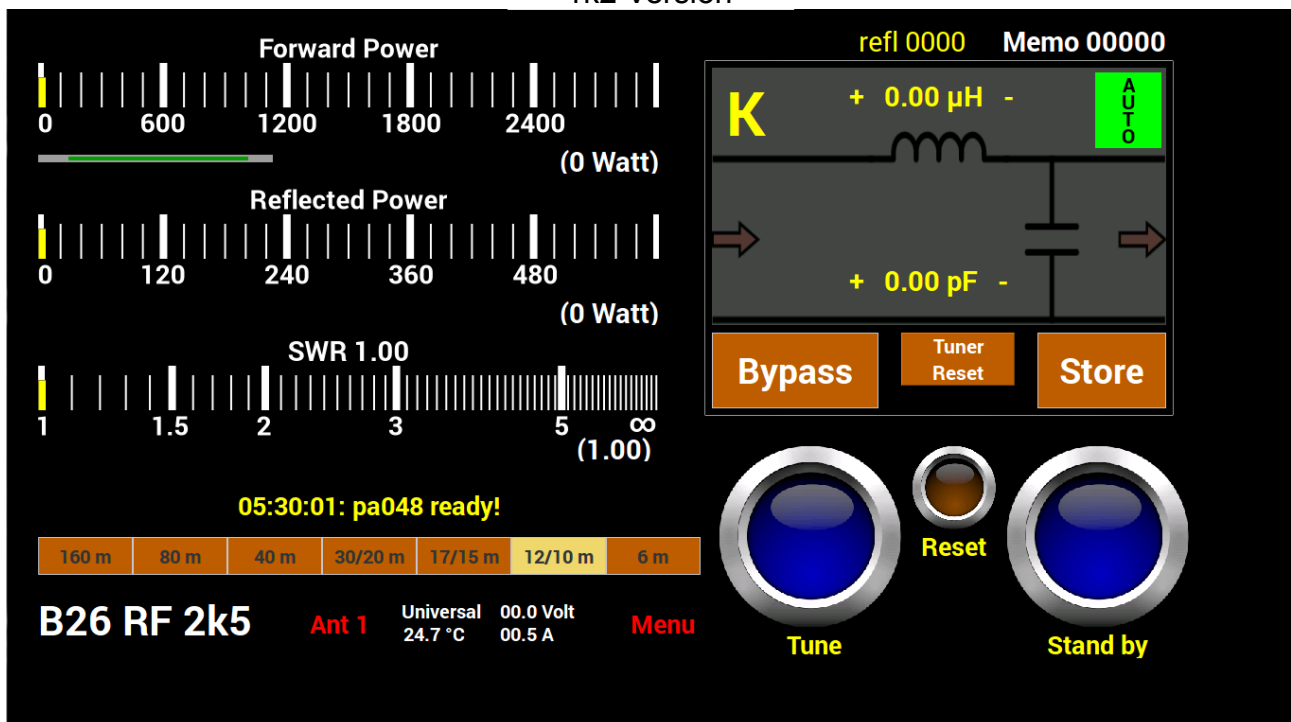 1k2 version
Forward Power
0 600 1200 1800 2400
(0 Watt)
Reflected Power
0 120 240 360 480
(0 Watt)
SWR 1.00
1 1.5 2 3 5 ∞
(1.00)
05:30:01: pa048 ready!
160 m 80 m 40 m 30/20 m 17/15 m 12/10 m 6 m
B26 RF 2k5
Ant 1
Universal 00.0 Volt
24.7 °C 00.5 A
Menu
refl 0000 Memo 00000
K
+ 0.00 µH -
AUTO
+ 0.00 pF -
Bypass
Tuner
Reset
Store
Reset
Tune
Stand by